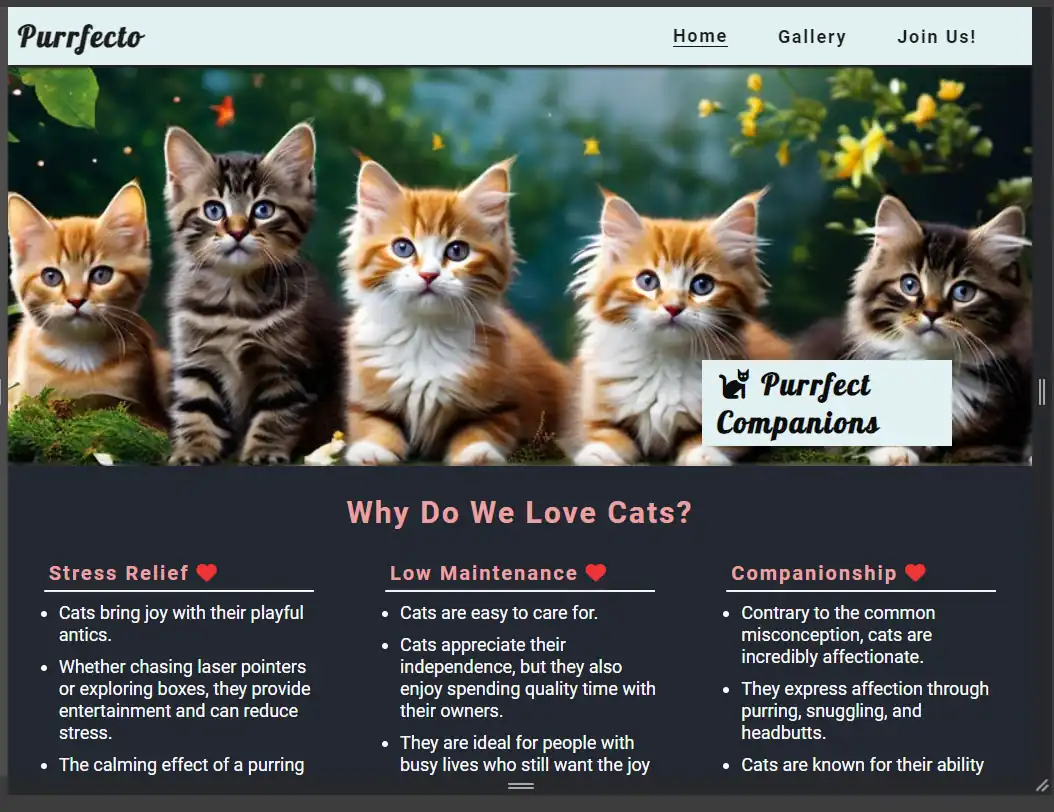 Purrfecto
Home
Gallery
Join Us!
Purrfect
Companions
Why Do We Love Cats?
Stress Relief
Cats bring joy with their playful
antics.
Whether chasing laser pointers
or exploring boxes, they provide
entertainment and can reduce
stress.
The calming effect of a purring
Low Maintenance
Cats are easy to care for.
Cats appreciate their
independence, but they also
enjoy spending quality time with
their owners.
They are ideal for people with
busy lives who still want the joy
Companionship
Contrary to the common
misconception, cats are
incredibly affectionate.
They express affection through
purring, snuggling, and
headbutts.
Cats are known for their ability